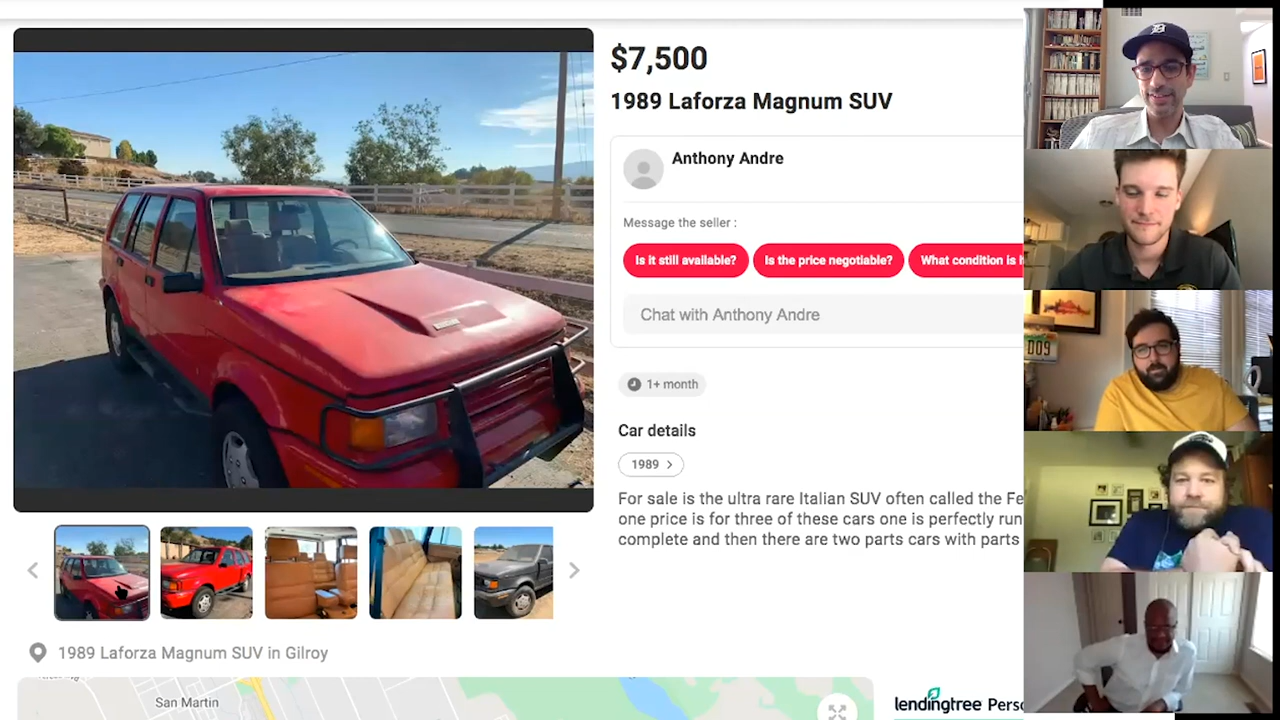 $7,500
1989 Laforza Magnum SUV
Anthony Andre
Message the seller :
Is it still available?
Is the price negotiable?
What condition is
Chat with Anthony Andre
1+ month
Car details
1989
For sale is the ultra rare Italian SUV often called the Fe
one price is for three of these cars one is perfectly run
complete and then there are two parts cars with parts
1989 Laforza Magnum SUV in Gilroy
San Martin
lendingtree Perso
D09